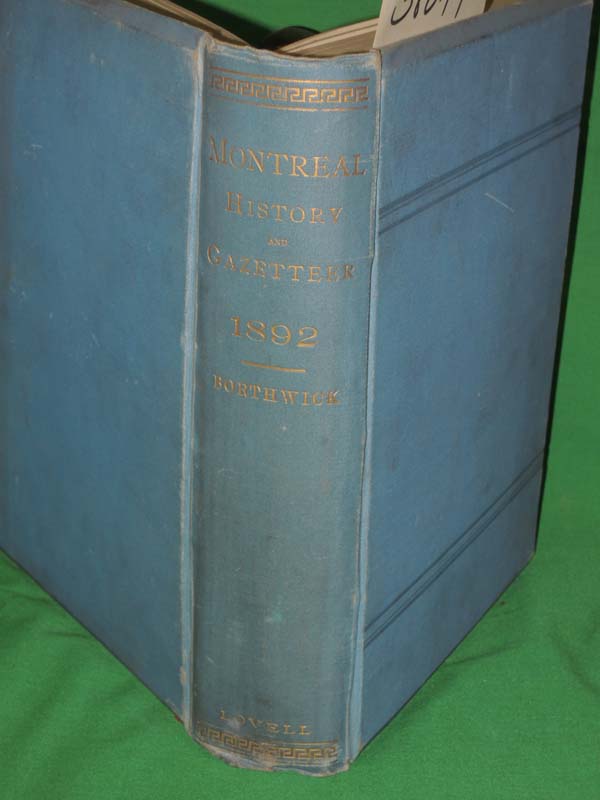 MONTREAL
HISTORY
AND
GAZETTEER
1892
BORTHWICK
LOVELL